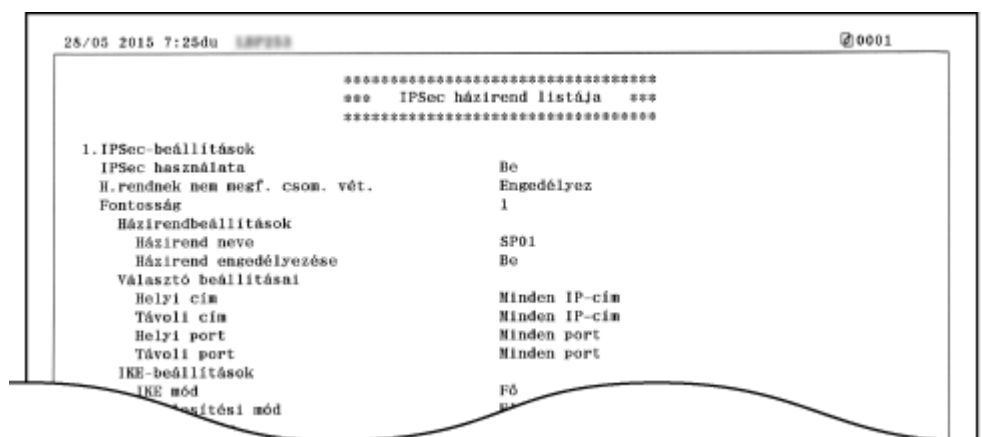 28/05 2015 7:25du 0001
***********************************
*** IPSec házirend listája ***
***********************************
1.IPSec-beállítások
IPSec használata Be
H.rendnek nem megf. csom. vét. Engedélyez
Fontosság 1
Házirendbeállítások
Házirend neve SP01
Házirend engedélyezése Be
Választó beállításai
Helyi cím Minden IP-cím
Távoli cím Minden IP-cím
Helyi port Minden port
Távoli port Minden port
IKE-beállítások
IKE mód Fő
mód